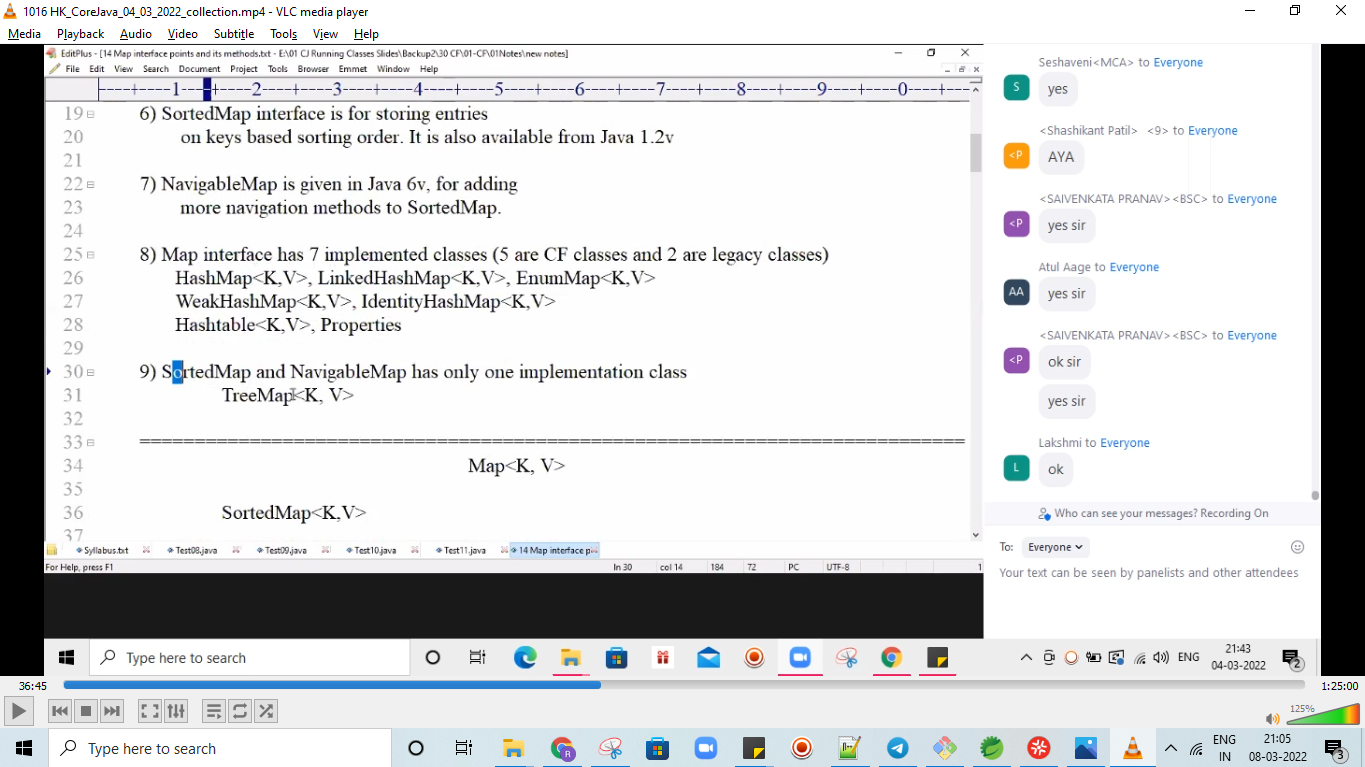 1016 HK_CoreJava_04_03_2022_collection.mp4 - VLC media player
Media Playback Audio Video Subtitle Tools View Help
EditPlus - [14 Map interface points and its methods.txt - E:\01 CJ Running Classes Slides\Backup2\30 CF\01-CF\01Notes\new notes]
File Edit View Search Document Project Tools Browser Emmet Window Help
----+----1----+----2----+----3----+----4----+----5----+----6----+----7----+----8----+----9----+----0----+--
19 6) SortedMap interface is for storing entries
20 on keys based sorting order. It is also available from Java 1.2v
21
22 7) NavigableMap is given in Java 6v, for adding
23 more navigation methods to SortedMap.
24
25 8) Map interface has 7 implemented classes (5 are CF classes and 2 are legacy classes)
26 HashMap<K,V>, LinkedHashMap<K,V>, EnumMap<K,V>
27 WeakHashMap<K,V>, IdentityHashMap<K,V>
28 Hashtable<K,V>, Properties
29
30 9) SortedMap and NavigableMap has only one implementation class
31 TreeMap<K, V>
32
33 ===========================================================================
34 Map<K, V>
35
36 SortedMap<K,V>
37
Syllabus.txt Test08.java Test09.java Test10.java Test11.java 14 Map interface p
For Help, press F1 ln 30 col 14 184 72 PC UTF-8 1
Seshaveni<MCA> to Everyone
S yes
<Shashikant Patil> <9> to Everyone
<P AYA
<SAIVENKATA PRANAV><BSC> to Everyone
<P yes sir
Atul Aage to Everyone
AA yes sir
<SAIVENKATA PRANAV><BSC> to Everyone
<P ok sir
yes sir
Lakshmi to Everyone
L ok
Who can see your messages? Recording On
To: Everyone
Your text can be seen by panelists and other attendees
Type here to search ENG 21:43
04-03-2022 2
36:45 1:25:00
125%
Type here to search R ENG 21:05
IN 08-03-2022 3